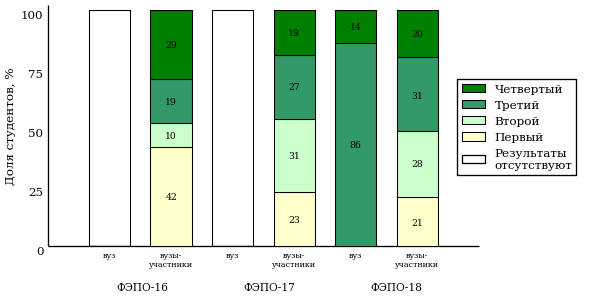 Доля студентов, %
100
75
50
25
0
29
19
10
42
19
27
31
23
14
86
20
31
28
21
вуз
вузы-
участники
вуз
вузы-
участники
вуз
вузы-
участники
ФЭПО-16
ФЭПО-17
ФЭПО-18
Четвертый
Третий
Второй
Первый
Результаты
отсутствуют